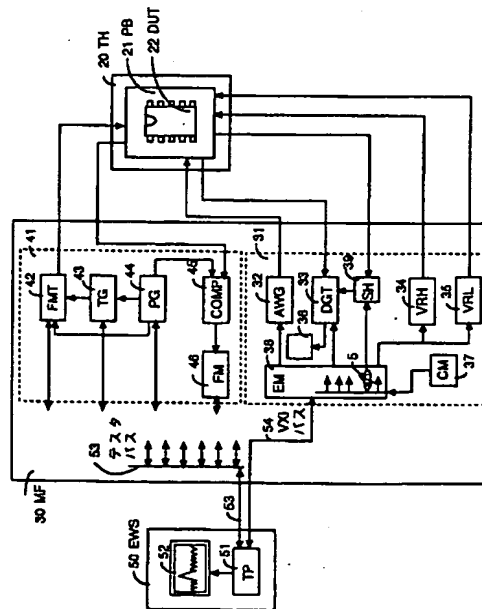 20 TH
21 PB
22 DUT
30 MF
41
42
FMT
43
TG
44
PG
45
COMP
46
FM
53
テスタ
バス
54
VXI
バス
53
50 EWS
52
51
TP
31
32
AWG
33
DGT
36
39
SH
38
EM
5
34
VRH
35
VRL
CM
37